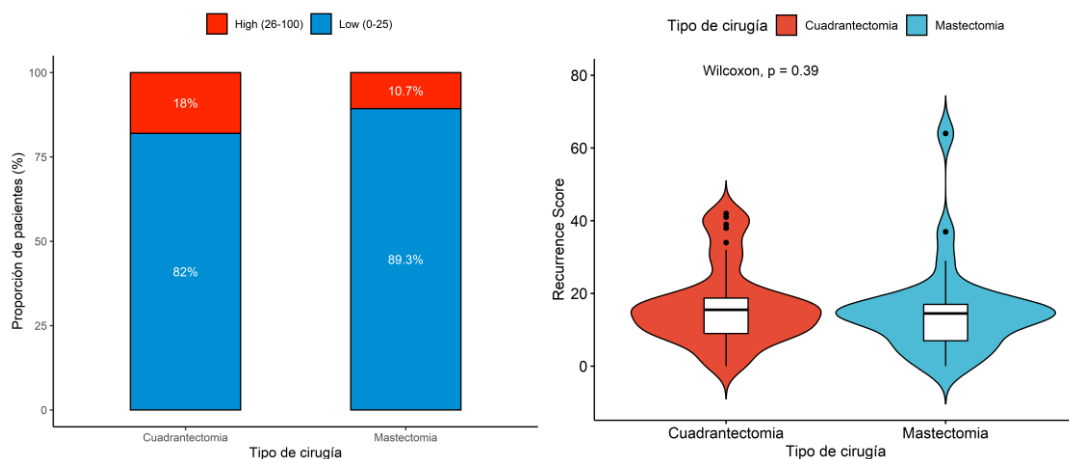 High (26-100) Low (0-25)
Proporción de pacientes (%)
100
75
50
25
0
18%
82%
10.7%
89.3%
Cuadrantectomia Mastectomia
Tipo de cirugía
Tipo de cirugía Cuadrantectomia Mastectomia
Wilcoxon, p = 0.39
Recurrence Score
80
60
40
20
0
Cuadrantectomia Mastectomia
Tipo de cirugía